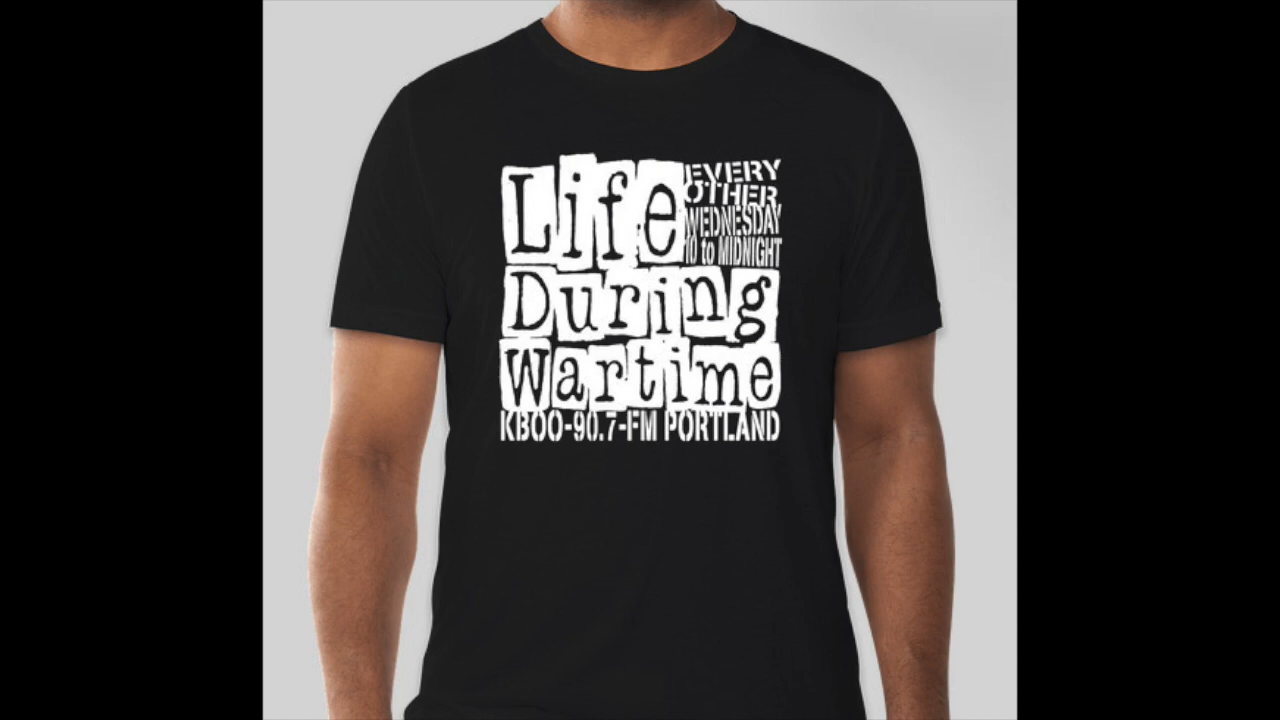 Life
EVERY
OTHER
WEDNESDAY
10 to MIDNIGHT
During
Wartime
KBOO-90.7-FM PORTLAND